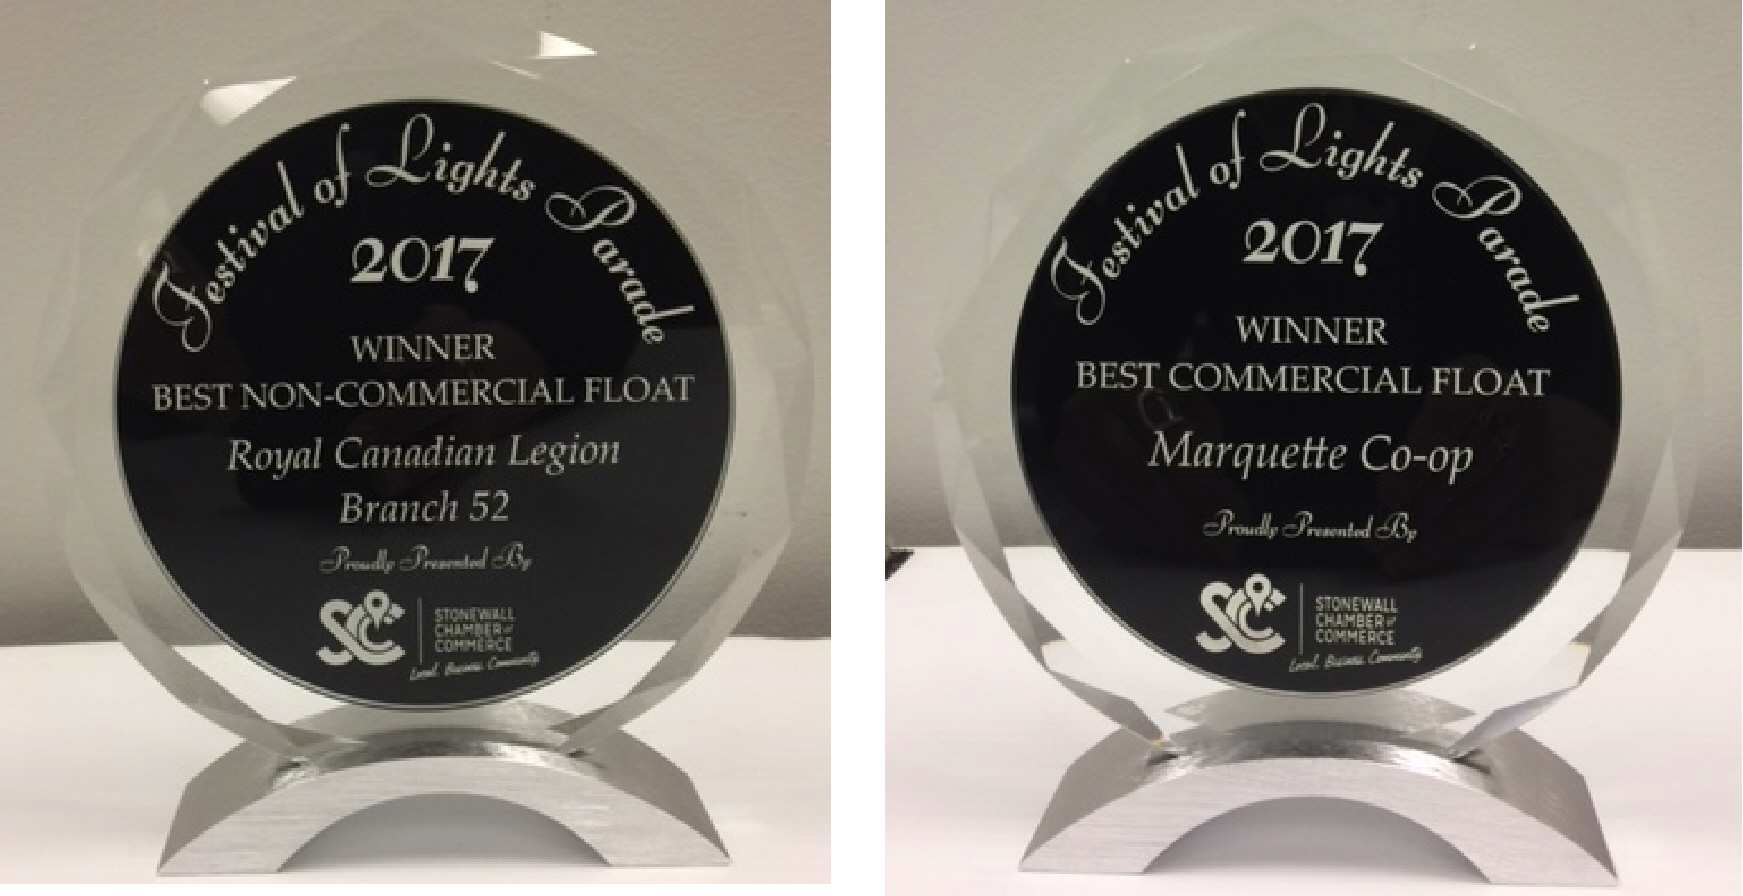 Festival of Lights Parade
2017
WINNER
BEST NON-COMMERCIAL FLOAT
Royal Canadian Legion
Branch 52
Proudly Presented By
SCC
STONEWALL
CHAMBER of
COMMERCE
Local. Business. Community.
Festival of Lights Parade
2017
WINNER
BEST COMMERCIAL FLOAT
Marquette Co-op
Proudly Presented By
SCC
STONEWALL
CHAMBER of
COMMERCE
Local. Business. Community.